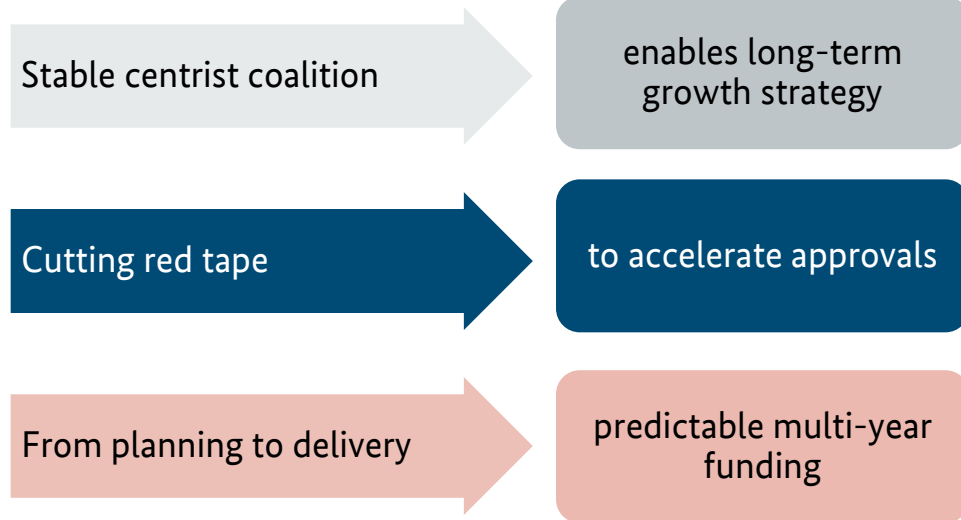 Stable centrist coalition
enables long-term
growth strategy
Cutting red tape
to accelerate approvals
From planning to delivery
predictable multi-year
funding